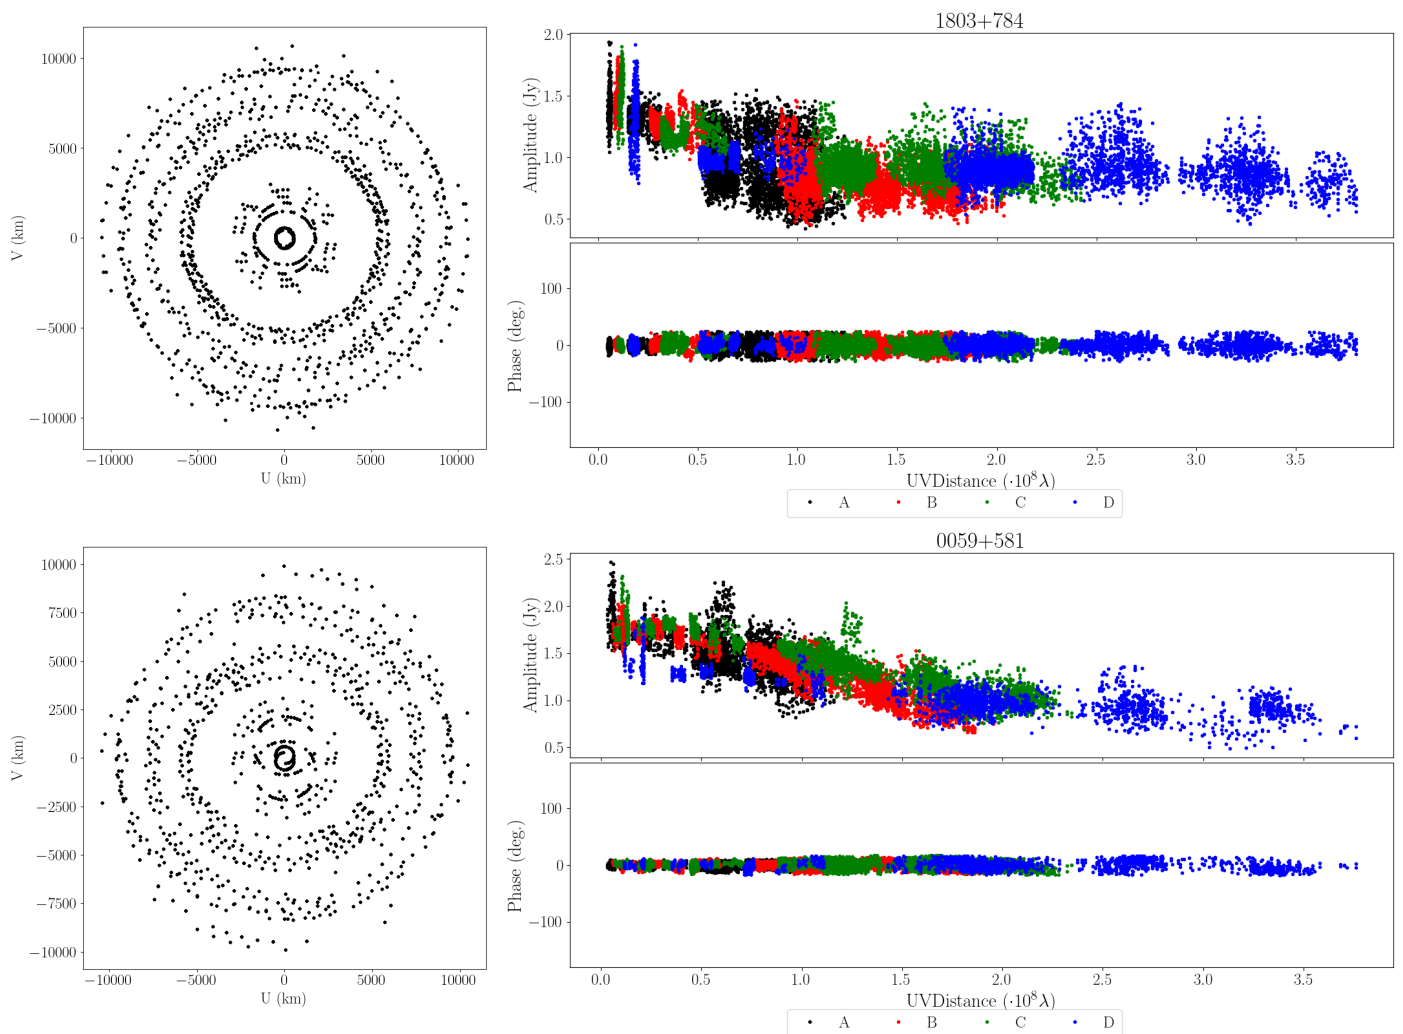 1803+784
10000
5000
0
−5000
−10000
V (km)
−10000 −5000 0 5000 10000
U (km)
2.0
1.5
1.0
0.5
Amplitude (Jy)
100
0
−100
Phase (deg.)
0.0 0.5 1.0 1.5 2.0 2.5 3.0 3.5
UVDistance (·10⁸λ)
A B C D
0059+581
10000
7500
5000
2500
0
−2500
−5000
−7500
−10000
V (km)
−10000 −5000 0 5000 10000
U (km)
2.5
2.0
1.5
1.0
0.5
Amplitude (Jy)
100
0
−100
Phase (deg.)
0.0 0.5 1.0 1.5 2.0 2.5 3.0 3.5
UVDistance (·10⁸λ)
A B C D